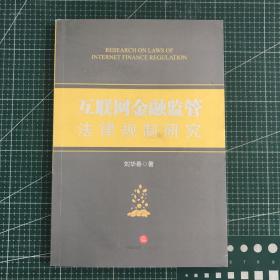 RESEARCH ON LAWS OF
INTERNET FINANCE REGULATION
互联网金融监管
法律规制研究
刘华春◎著